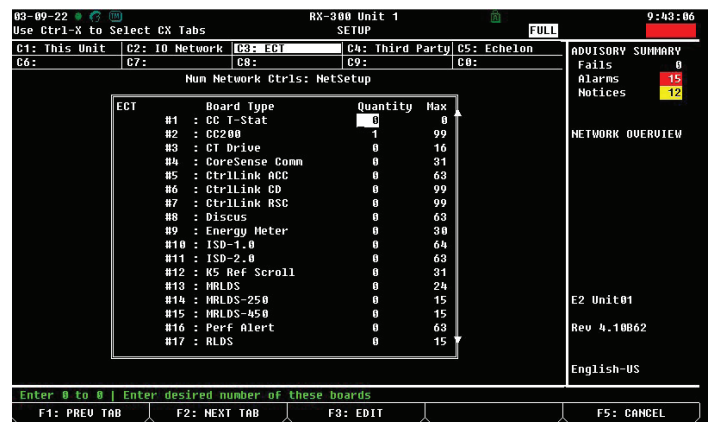 03-09-22 RX-300 Unit 1 9:43:06
Use Ctrl-X to Select CX Tabs SETUP FULL
C1: This Unit C2: IO Network C3: ECT C4: Third Party C5: Echelon
C6: C7: C8: C9: C0:
Num Network Ctrls: NetSetup
ECT Board Type Quantity Max
#1 : CC T-Stat 0 0
#2 : CC200 1 99
#3 : CT Drive 0 16
#4 : CoreSense Comm 0 31
#5 : CtrlLink ACC 0 63
#6 : CtrlLink CD 0 99
#7 : CtrlLink RSC 0 99
#8 : Discus 0 63
#9 : Energy Meter 0 30
#10 : ISD-1.0 0 64
#11 : ISD-2.0 0 63
#12 : K5 Ref Scroll 0 31
#13 : MRLDS 0 24
#14 : MRLDS-250 0 15
#15 : MRLDS-450 0 15
#16 : Perf Alert 0 63
#17 : RLDS 0 15
ADVISORY SUMMARY
Fails 0
Alarms 15
Notices 12
NETWORK OVERVIEW
E2 Unit01
Rev 4.10B62
English-US
Enter 0 to 0 | Enter desired number of these boards
F1: PREV TAB F2: NEXT TAB F3: EDIT F5: CANCEL